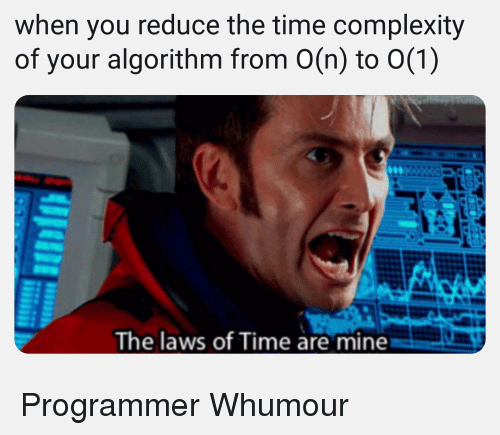 when you reduce the time complexity
of your algorithm from O(n) to O(1)
The laws of Time are mine
Programmer Whumour